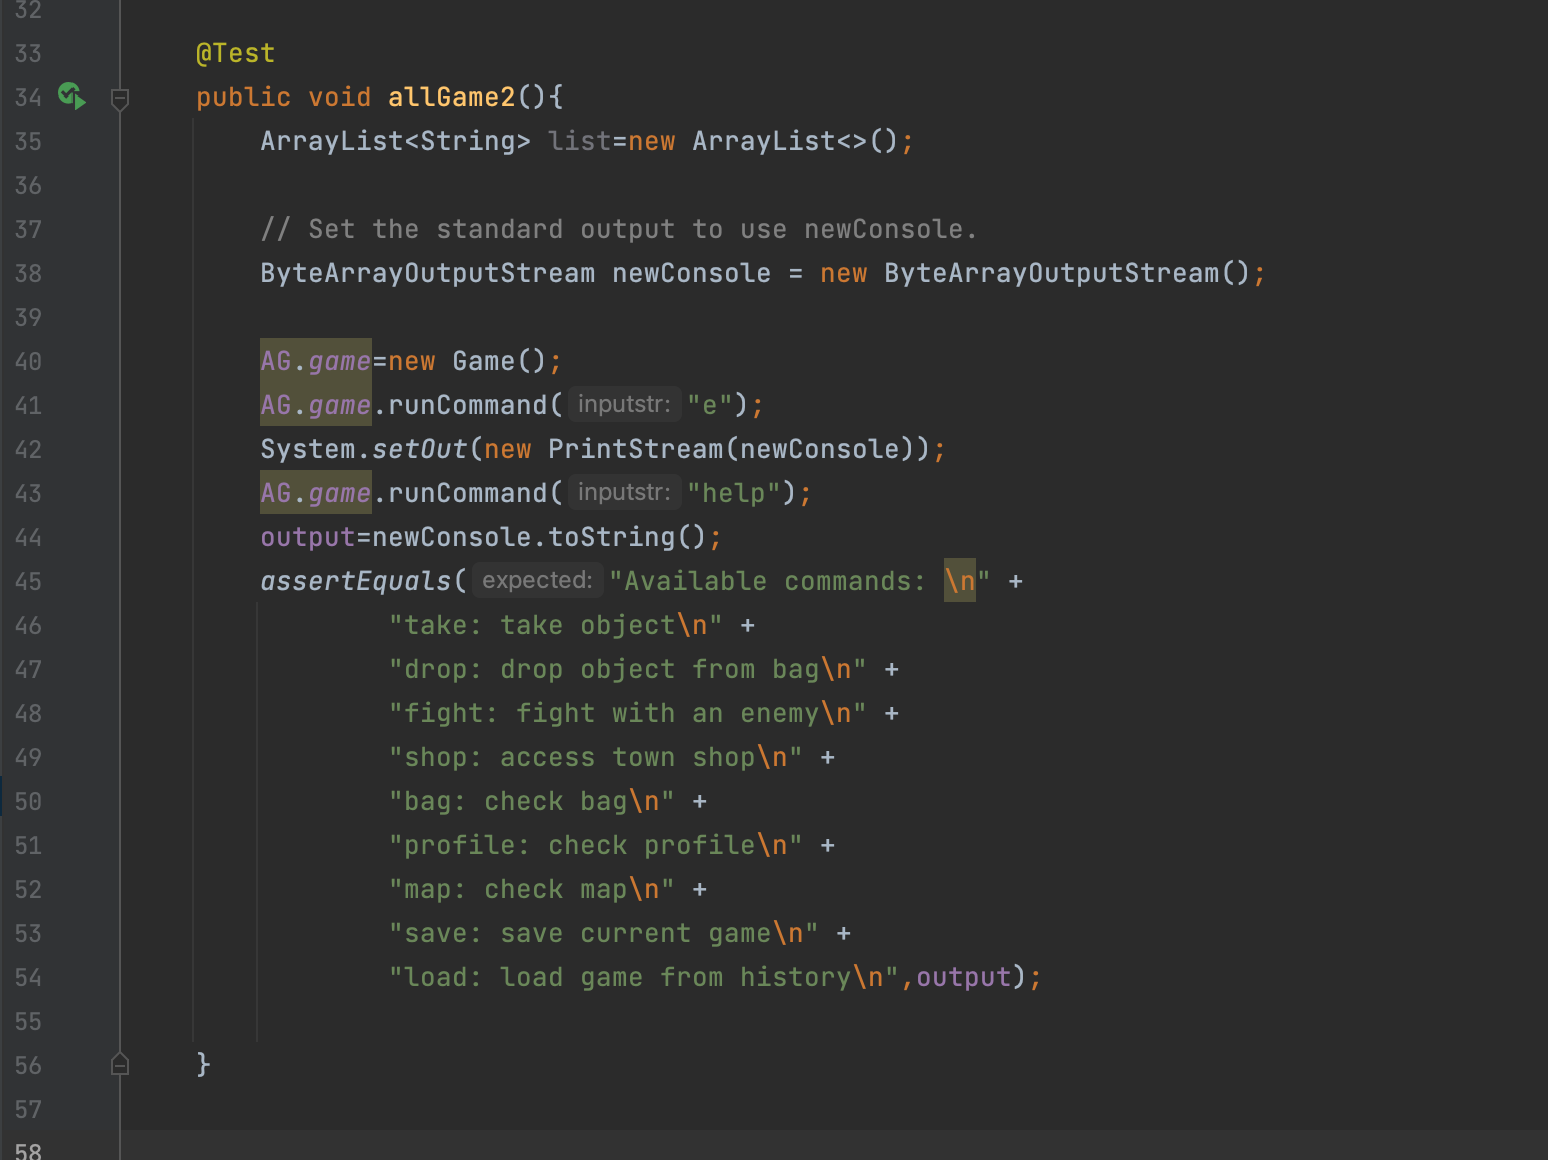 32
33 @Test
34 public void allGame2(){
35 ArrayList<String> list=new ArrayList<>();
36
37 // Set the standard output to use newConsole.
38 ByteArrayOutputStream newConsole = new ByteArrayOutputStream();
39
40 AG.game=new Game();
41 AG.game.runCommand( inputstr: "e");
42 System.setOut(new PrintStream(newConsole));
43 AG.game.runCommand( inputstr: "help");
44 output=newConsole.toString();
45 assertEquals( expected: "Available commands: \n" +
46 "take: take object\n" +
47 "drop: drop object from bag\n" +
48 "fight: fight with an enemy\n" +
49 "shop: access town shop\n" +
50 "bag: check bag\n" +
51 "profile: check profile\n" +
52 "map: check map\n" +
53 "save: save current game\n" +
54 "load: load game from history\n",output);
55
56 }
57
58